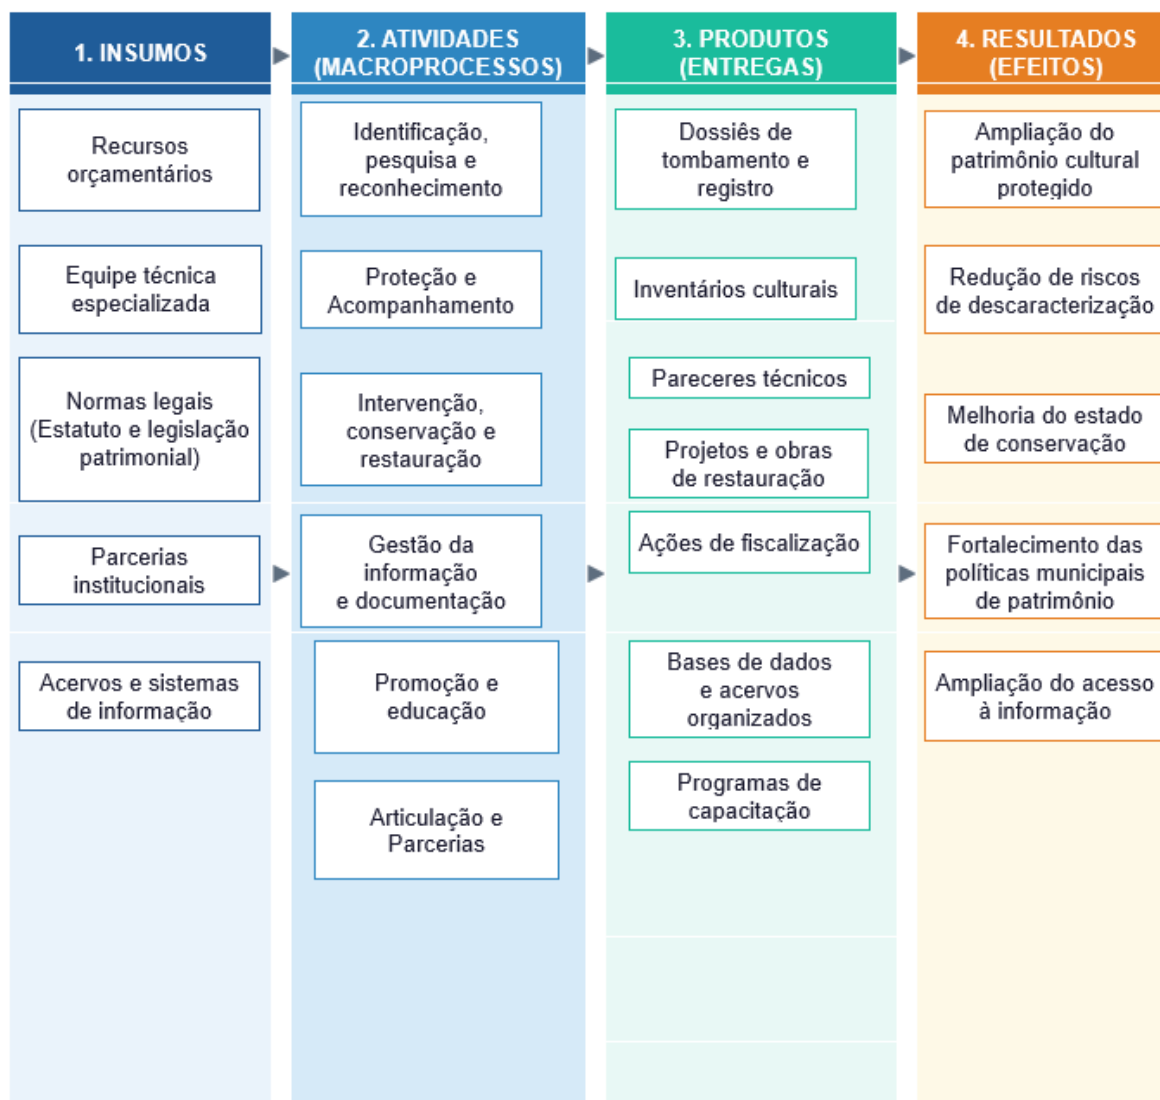 1. INSUMOS
Recursos
orçamentários
Equipe técnica
especializada
Normas legais
(Estatuto e legislação
patrimonial)
Parcerias
institucionais
Acervos e sistemas
de informação
2. ATIVIDADES
(MACROPROCESSOS)
Identificação,
pesquisa e
reconhecimento
Proteção e
Acompanhamento
Intervenção,
conservação e
restauração
Gestão da
informação
e documentação
Promoção e
educação
Articulação e
Parcerias
3. PRODUTOS
(ENTREGAS)
Dossiês de
tombamento e
registro
Inventários culturais
Pareceres técnicos
Projetos e obras
de restauração
Ações de fiscalização
Bases de dados
e acervos
organizados
Programas de
capacitação
4. RESULTADOS
(EFEITOS)
Ampliação do
patrimônio cultural
protegido
Redução de riscos
de descaracterização
Melhoria do estado
de conservação
Fortalecimento das
políticas municipais
de patrimônio
Ampliação do acesso
à informação